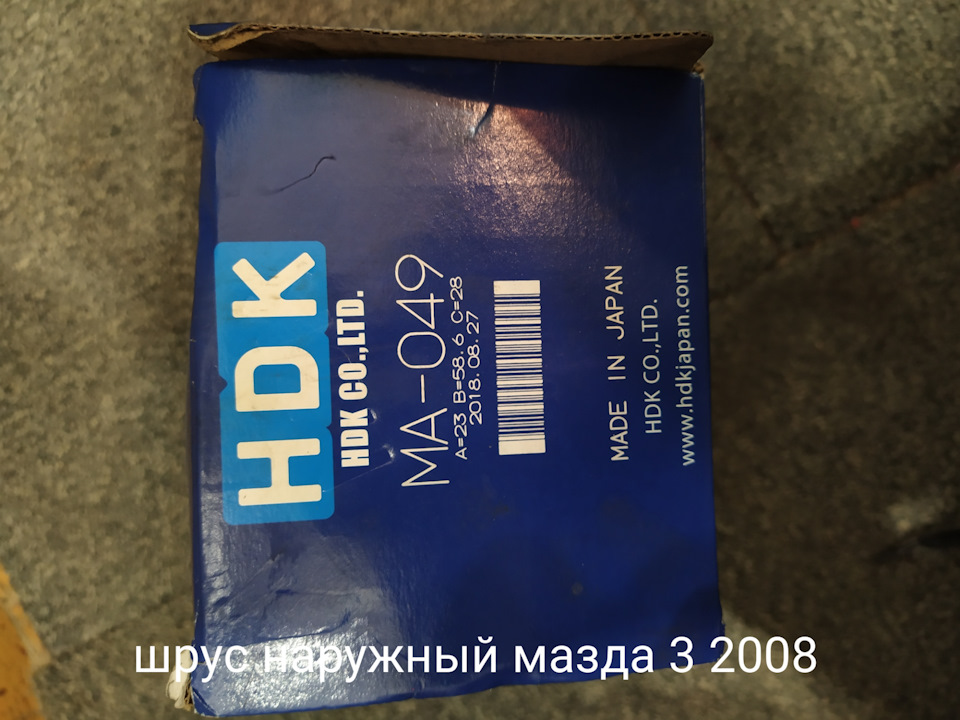 HDK
HDK CO.,LTD.
MA-049
A=23 B=58.6 C=28
2018.08.27
MADE IN JAPAN
HDK CO.,LTD.
www.hdkjapan.com
шрус наружный мазда 3 2008